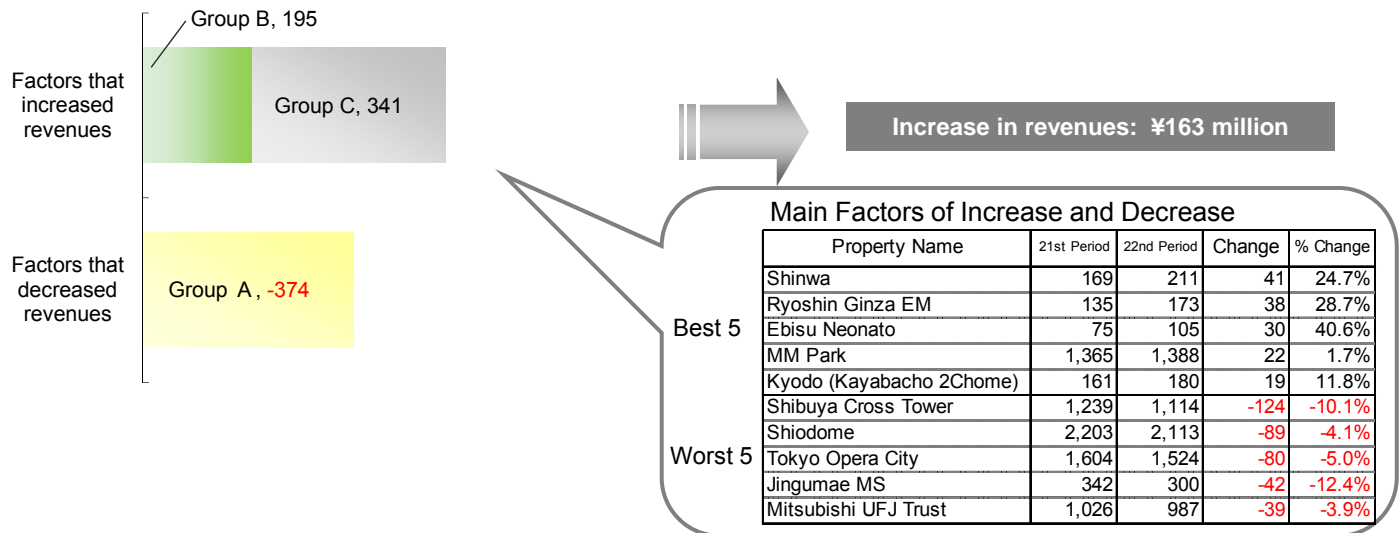 Group B, 195
Factors that
increased
revenues
Group C, 341
Increase in revenues: ¥163 million
Factors that
decreased
revenues
Group A , -374
Main Factors of Increase and Decrease
Property Name 21st Period 22nd Period Change % Change
Best 5
Shinwa 169 211 41 24.7%
Ryoshin Ginza EM 135 173 38 28.7%
Ebisu Neonato 75 105 30 40.6%
MM Park 1,365 1,388 22 1.7%
Kyodo (Kayabacho 2Chome) 161 180 19 11.8%
Worst 5
Shibuya Cross Tower 1,239 1,114 -124 -10.1%
Shiodome 2,203 2,113 -89 -4.1%
Tokyo Opera City 1,604 1,524 -80 -5.0%
Jingumae MS 342 300 -42 -12.4%
Mitsubishi UFJ Trust 1,026 987 -39 -3.9%